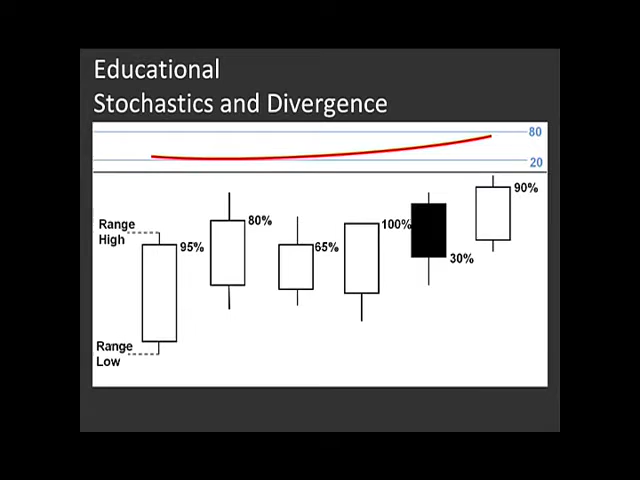 Educational
Stochastics and Divergence
80
20
90%
Range
High
95%
80%
65%
100%
30%
Range
Low